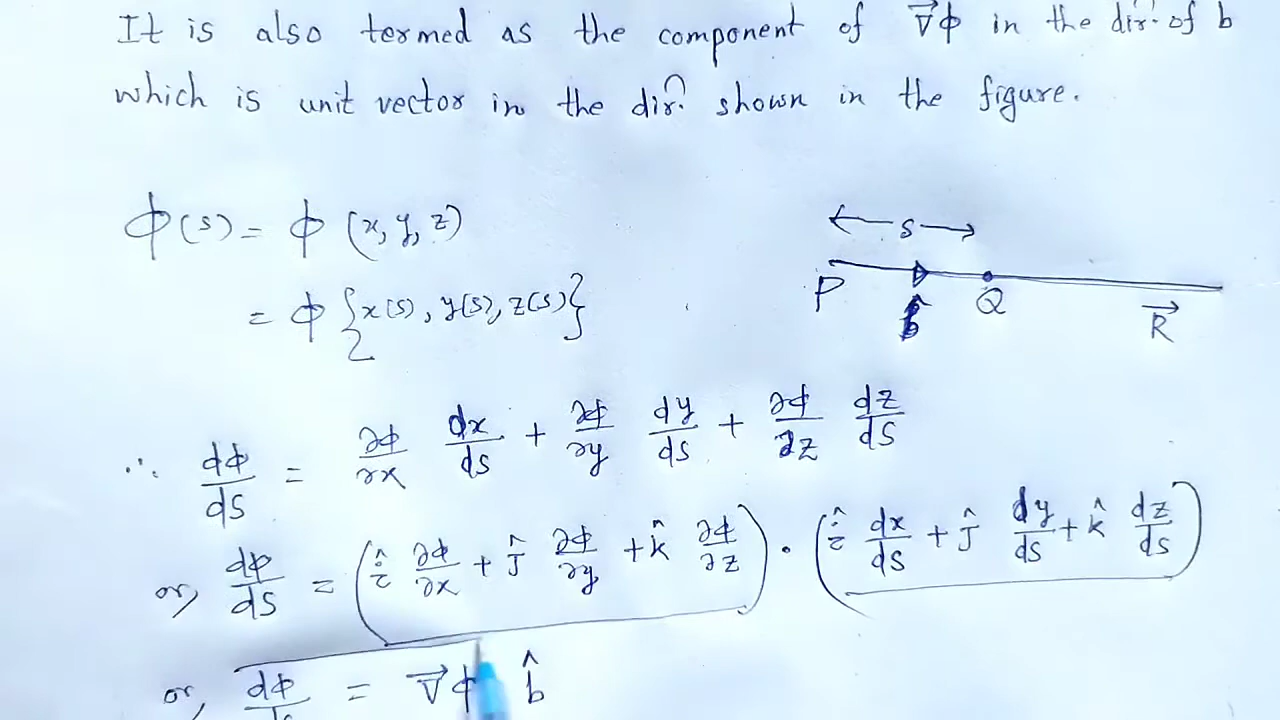 It is also termed as the component of ∇⃗ϕ in the dirⁿ. of b
which is unit vector in the dirⁿ. shown in the figure.
ϕ(s) = ϕ (x, y, z)
= ϕ {x(s), y(s), z(s)}
← s →
P b̂ Q R⃗
∴ dϕ/ds = ∂ϕ/∂x dx/ds + ∂ϕ/∂y dy/ds + ∂ϕ/∂z dz/ds
or, dϕ/ds = (î ∂ϕ/∂x + ĵ ∂ϕ/∂y + k̂ ∂ϕ/∂z) · (î dx/ds + ĵ dy/ds + k̂ dz/ds)
or, dϕ/ds = ∇⃗ϕ b̂